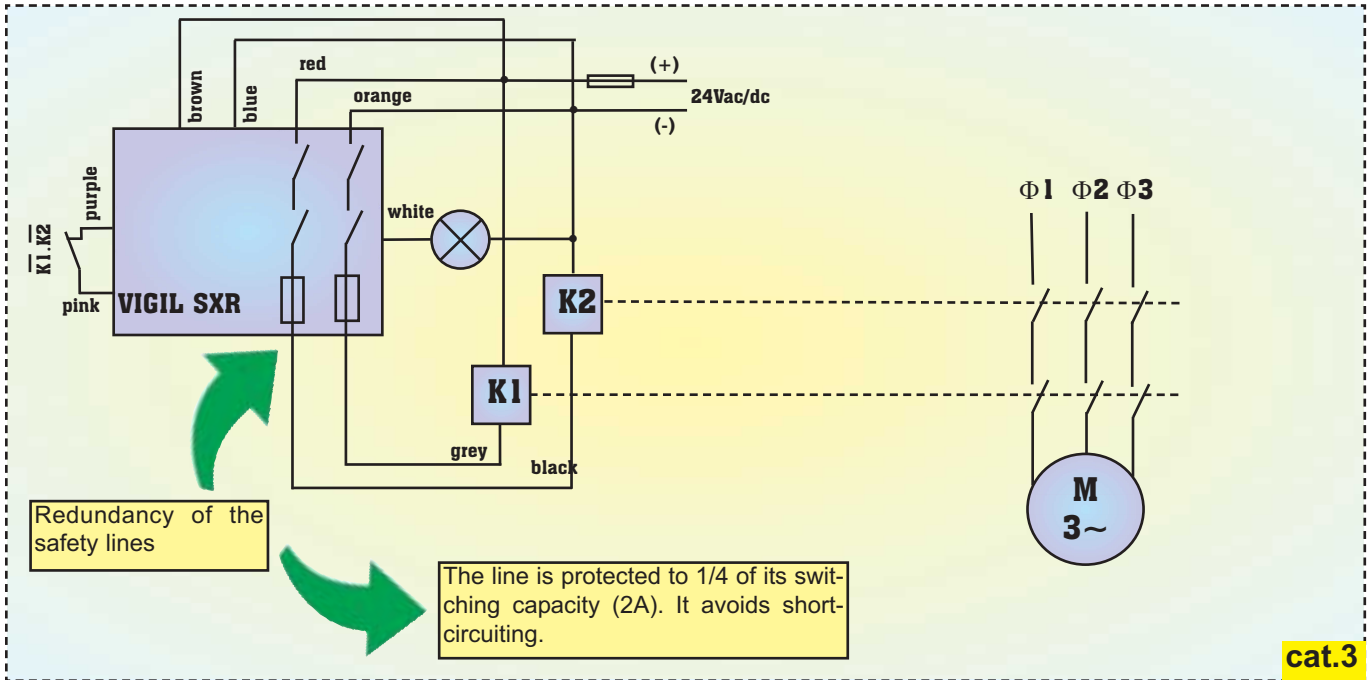 red
(+)
brown
blue
orange
24Vac/dc
(-)
purple
K1.K2
white
Φ1 Φ2 Φ3
pink
VIGIL SXR
K2
K1
grey
black
M
3~
Redundancy of the
safety lines
The line is protected to 1/4 of its swit-
ching capacity (2A). It avoids short-
circuiting.
cat.3